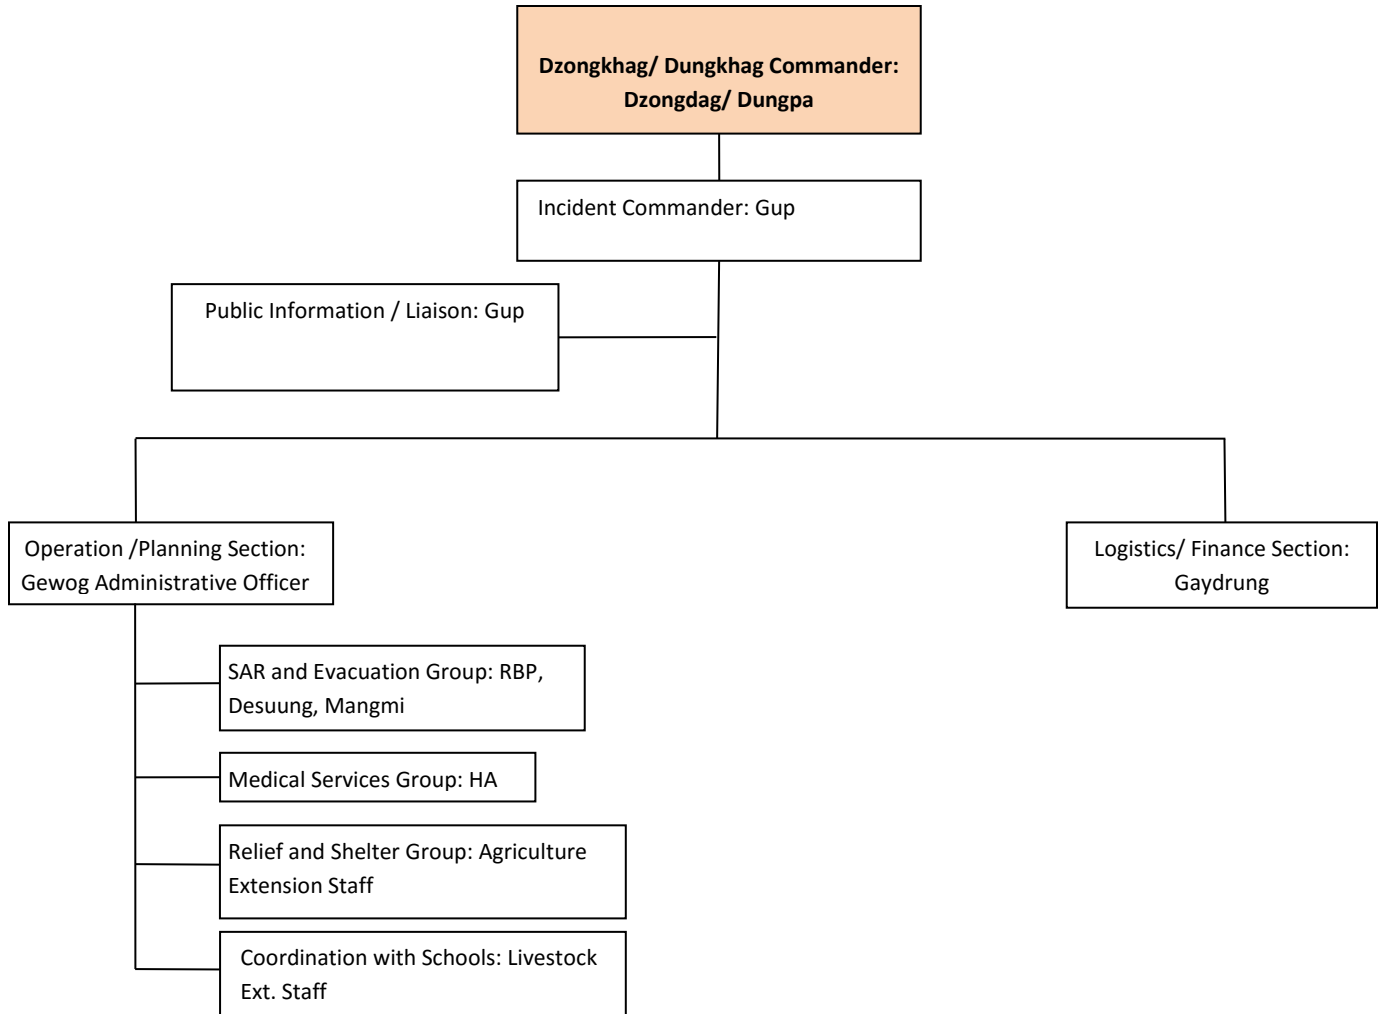 Dzongkhag/ Dungkhag Commander:
Dzongdag/ Dungpa
Incident Commander: Gup
Public Information / Liaison: Gup
Operation /Planning Section:
Gewog Administrative Officer
Logistics/ Finance Section:
Gaydrung
SAR and Evacuation Group: RBP,
Desuung, Mangmi
Medical Services Group: HA
Relief and Shelter Group: Agriculture
Extension Staff
Coordination with Schools: Livestock
Ext. Staff